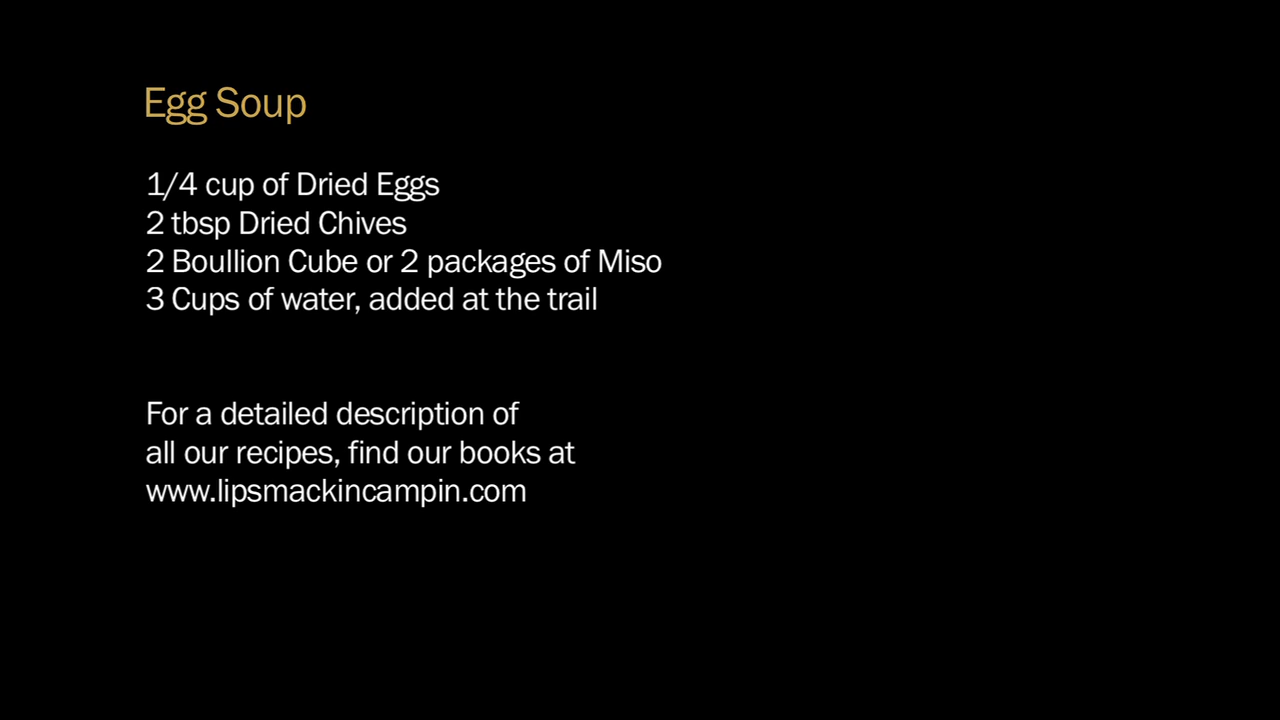 Egg Soup
1/4 cup of Dried Eggs
2 tbsp Dried Chives
2 Boullion Cube or 2 packages of Miso
3 Cups of water, added at the trail
For a detailed description of
all our recipes, find our books at
www.lipsmackincampin.com